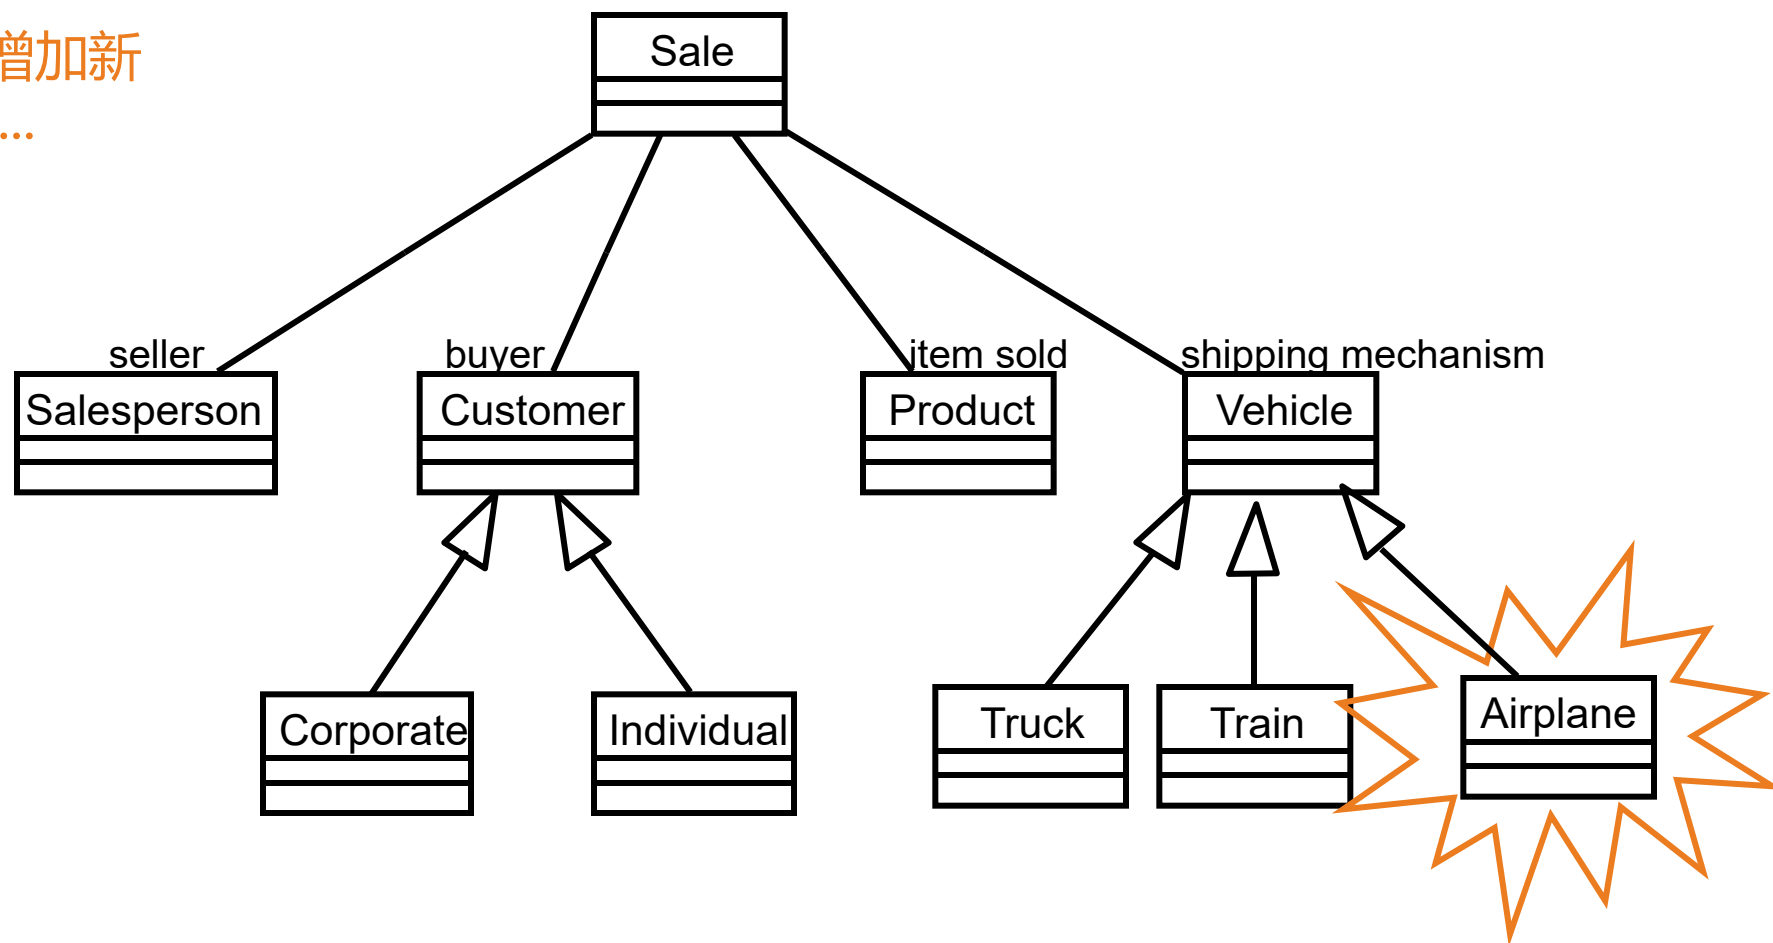 增加新
...
Sale
seller
buyer
item sold
shipping mechanism
Salesperson
Customer
Product
Vehicle
Corporate
Individual
Truck
Train
Airplane